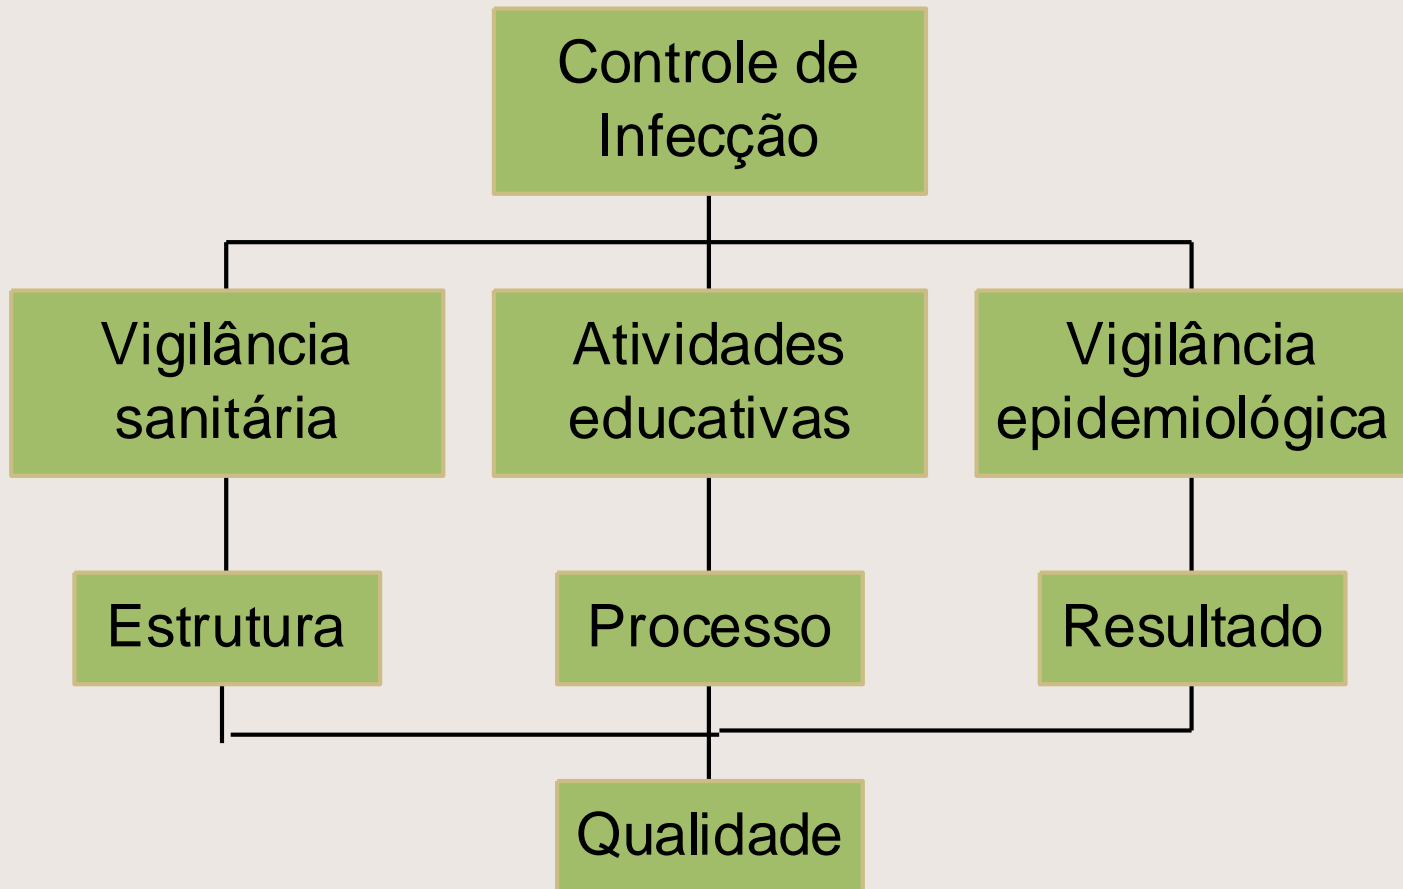 Controle de
Infecção
Vigilância
sanitária
Atividades
educativas
Vigilância
epidemiológica
Estrutura
Processo
Resultado
Qualidade